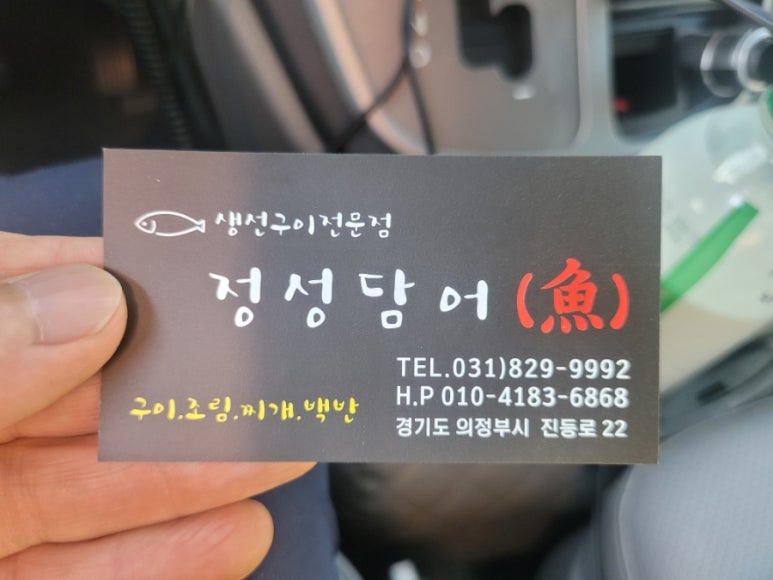 생선구이전문점
정성담어(魚)
TEL.031)829-9992
H.P 010-4183-6868
구이.조림.찌개.백반
경기도 의정부시 진등로 22